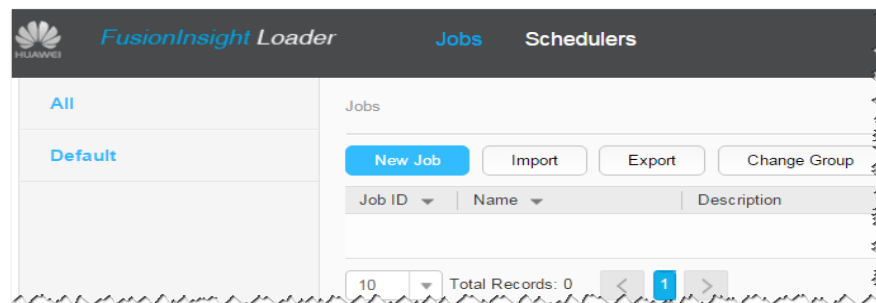 HUAWEI
FusionInsight Loader
Jobs
Schedulers
All
Default
Jobs
New Job
Import
Export
Change Group
Job ID
Name
Description
10
Total Records: 0
<
1
>